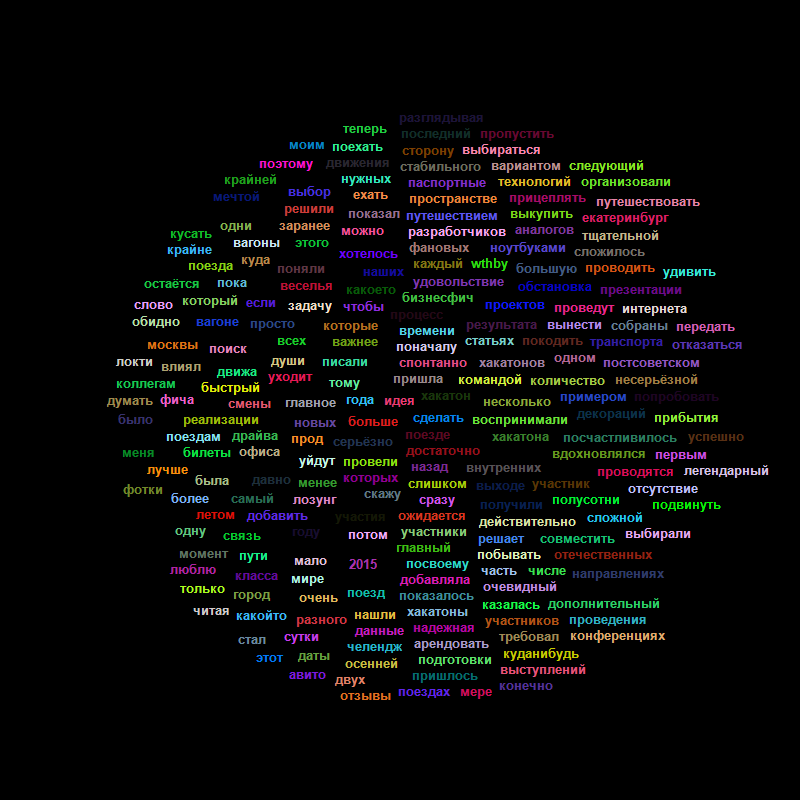 разглядывая
теперь последний пропустить
моим поехать сторону выбираться
поэтому движения стабильного вариантом следующий
крайней нужных паспортные технологий организовали
мечтой выбор ехать пространстве прицеплять путешествовать
решили показал путешествием выкупить екатеринбург
кусать одни заранее можно разработчиков аналогов тщательной
крайне вагоны этого хотелось фановых ноутбуками сложилось
поезда куда поняли наших каждый wthby большую проводить удивить
остаётся пока веселья какоето удовольствие обстановка презентации
слово который если задачу чтобы бизнесфич проектов проведут интернета
обидно вагоне просто которые процесс времени результата вынести собраны передать
москвы поиск всех важнее поначалу статьях походить транспорта отказаться
локти влиял движа души писали спонтанно хакатонов одном постсоветском
коллегам быстрый уходит тому пришла командой количество несерьёзной
думать фича смены главное года идея хакатон несколько примером попробовать
было реализации новых больше сделать воспринимали декораций прибытия
поездам драйва прод серьёзно поезде хакатона посчастливилось успешно
меня билеты офиса уйдут провели достаточно вдохновлялся первым
лучше была давно менее которых назад внутренних проводятся легендарный
фотки более самый лозунг скажу слишком сразу выходе участник полусотни отсутствие
летом добавить участия ожидается получили действительно сложной подвинуть
одну связь году потом участники решает совместить выбирали
момент пути мало 2015 главный посвоему побывать отечественных
люблю класса мире добавляла часть числе направлениях
только город очень поезд показалось очевидный
читая какойто разного нашли хакатоны казалась дополнительный
стал сутки данные надежная участников проведения
этот даты челендж арендовать требовал конференциях
авито осенней подготовки куданибудь
двух пришлось выступлений
отзывы поездах мере конечно